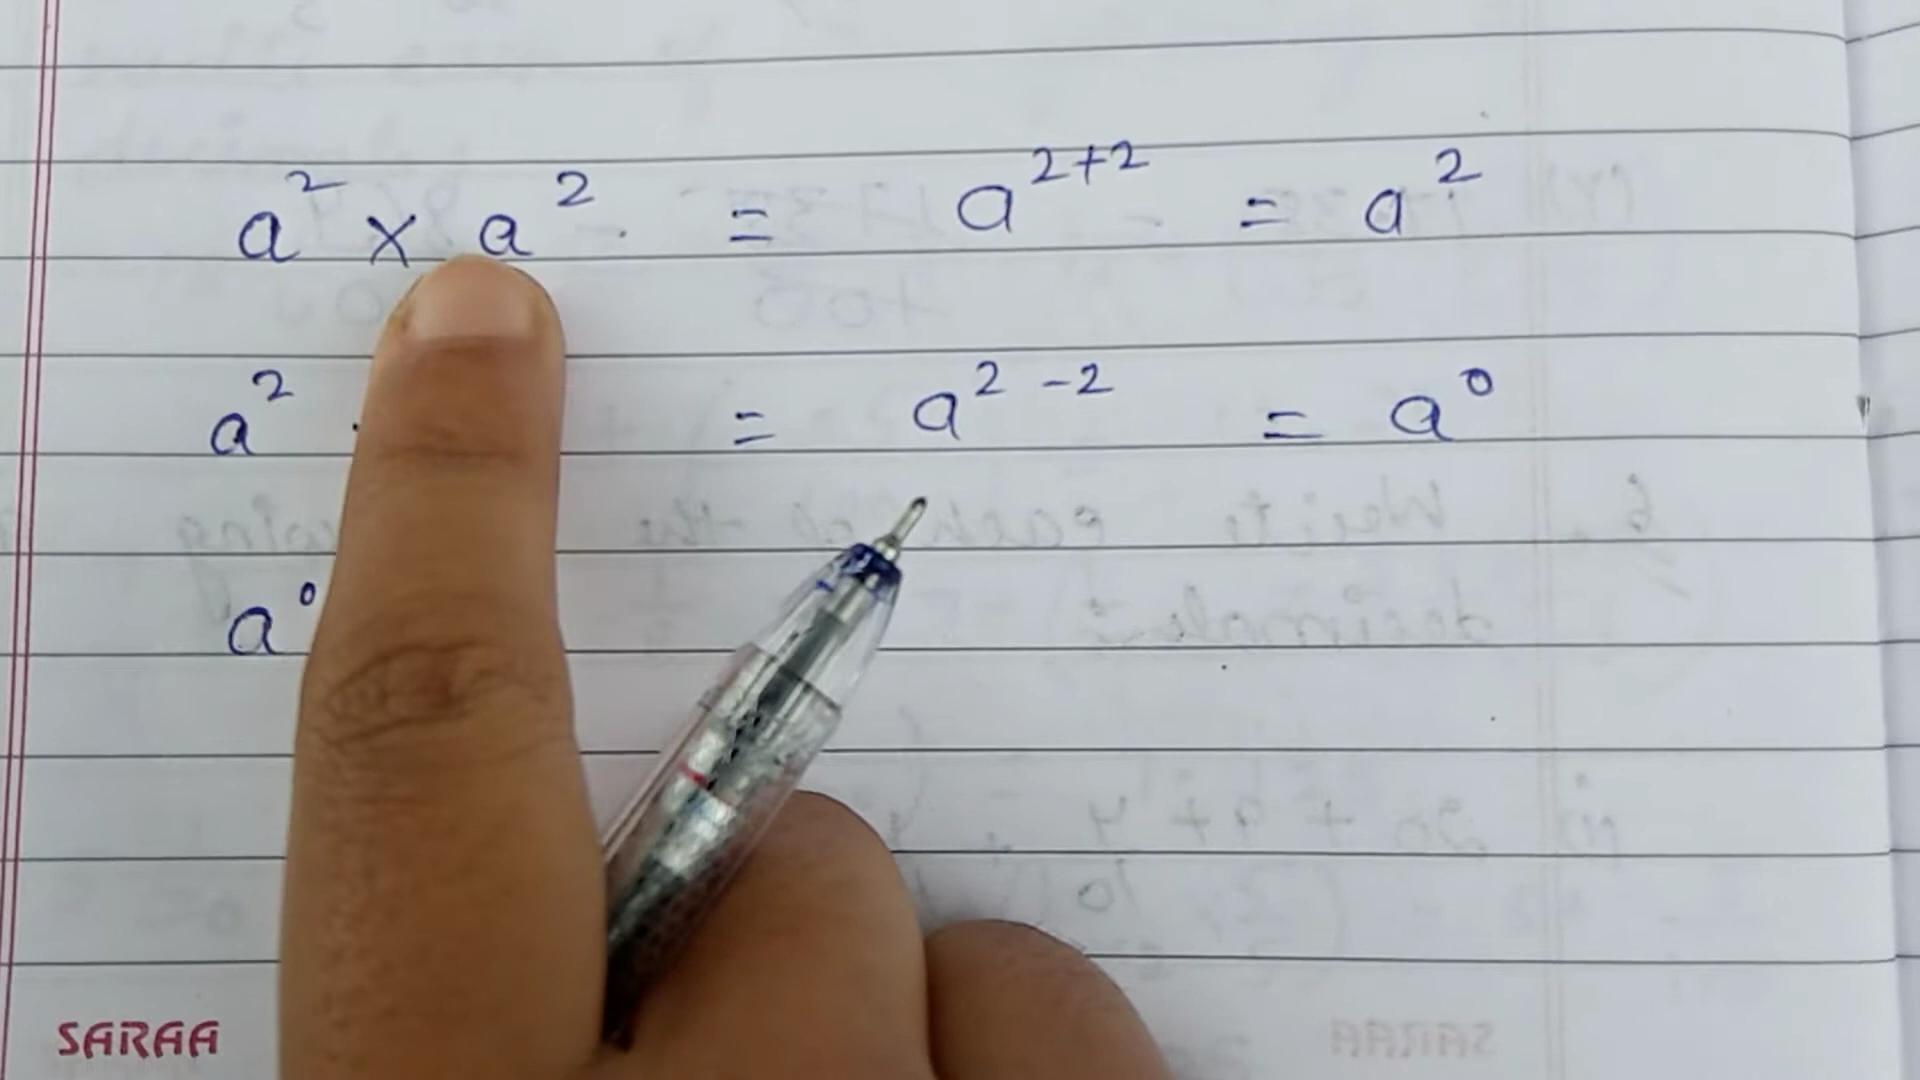 a² × a² = a²⁺² = a²
a² = a²⁻² = a⁰
a⁰
SARAA